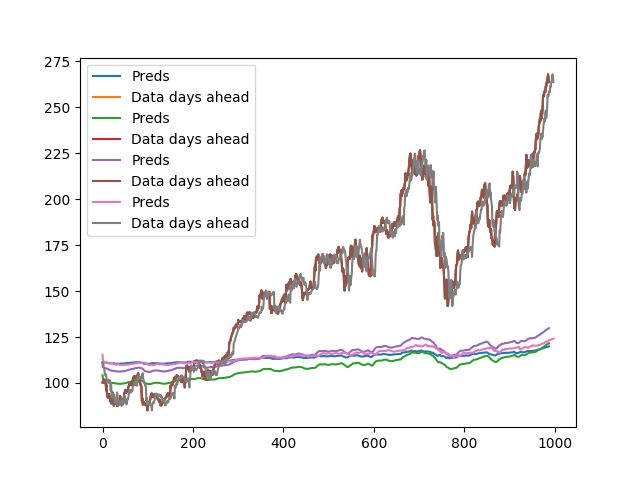 275
250
225
200
175
150
125
100
Preds
Data days ahead
Preds
Data days ahead
Preds
Data days ahead
Preds
Data days ahead
0 200 400 600 800 1000